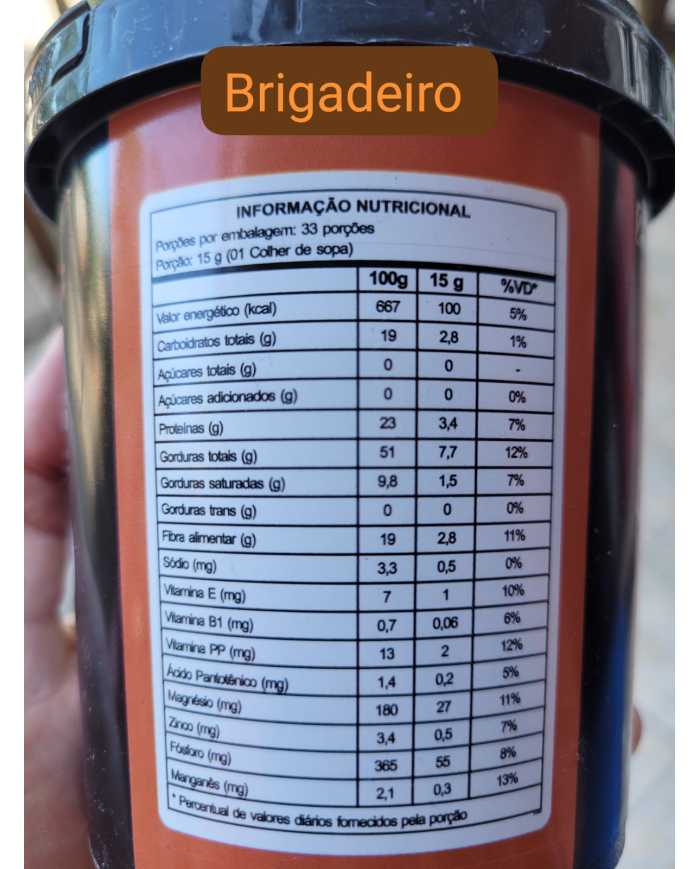 Brigadeiro
INFORMAÇÃO NUTRICIONAL
Porções por embalagem: 33 porções
Porção: 15 g (01 Colher de sopa)
100g 15 g %VD*
Valor energético (kcal) 667 100 5%
Carboidratos totais (g) 19 2,8 1%
Açúcares totais (g) 0 0 -
Açúcares adicionados (g) 0 0 0%
Proteínas (g) 23 3,4 7%
Gorduras totais (g) 51 7,7 12%
Gorduras saturadas (g) 9,8 1,5 7%
Gorduras trans (g) 0 0 0%
Fibra alimentar (g) 19 2,8 11%
Sódio (mg) 3,3 0,5 0%
Vitamina E (mg) 7 1 10%
Vitamina B1 (mg) 0,7 0,06 6%
Vitamina PP (mg) 13 2 12%
Ácido Pantotênico (mg) 1,4 0,2 5%
Magnésio (mg) 180 27 11%
Zinco (mg) 3,4 0,5 7%
Fósforo (mg) 365 55 8%
Manganês (mg) 2,1 0,3 13%
* Percentual de valores diários fornecidos pela porção